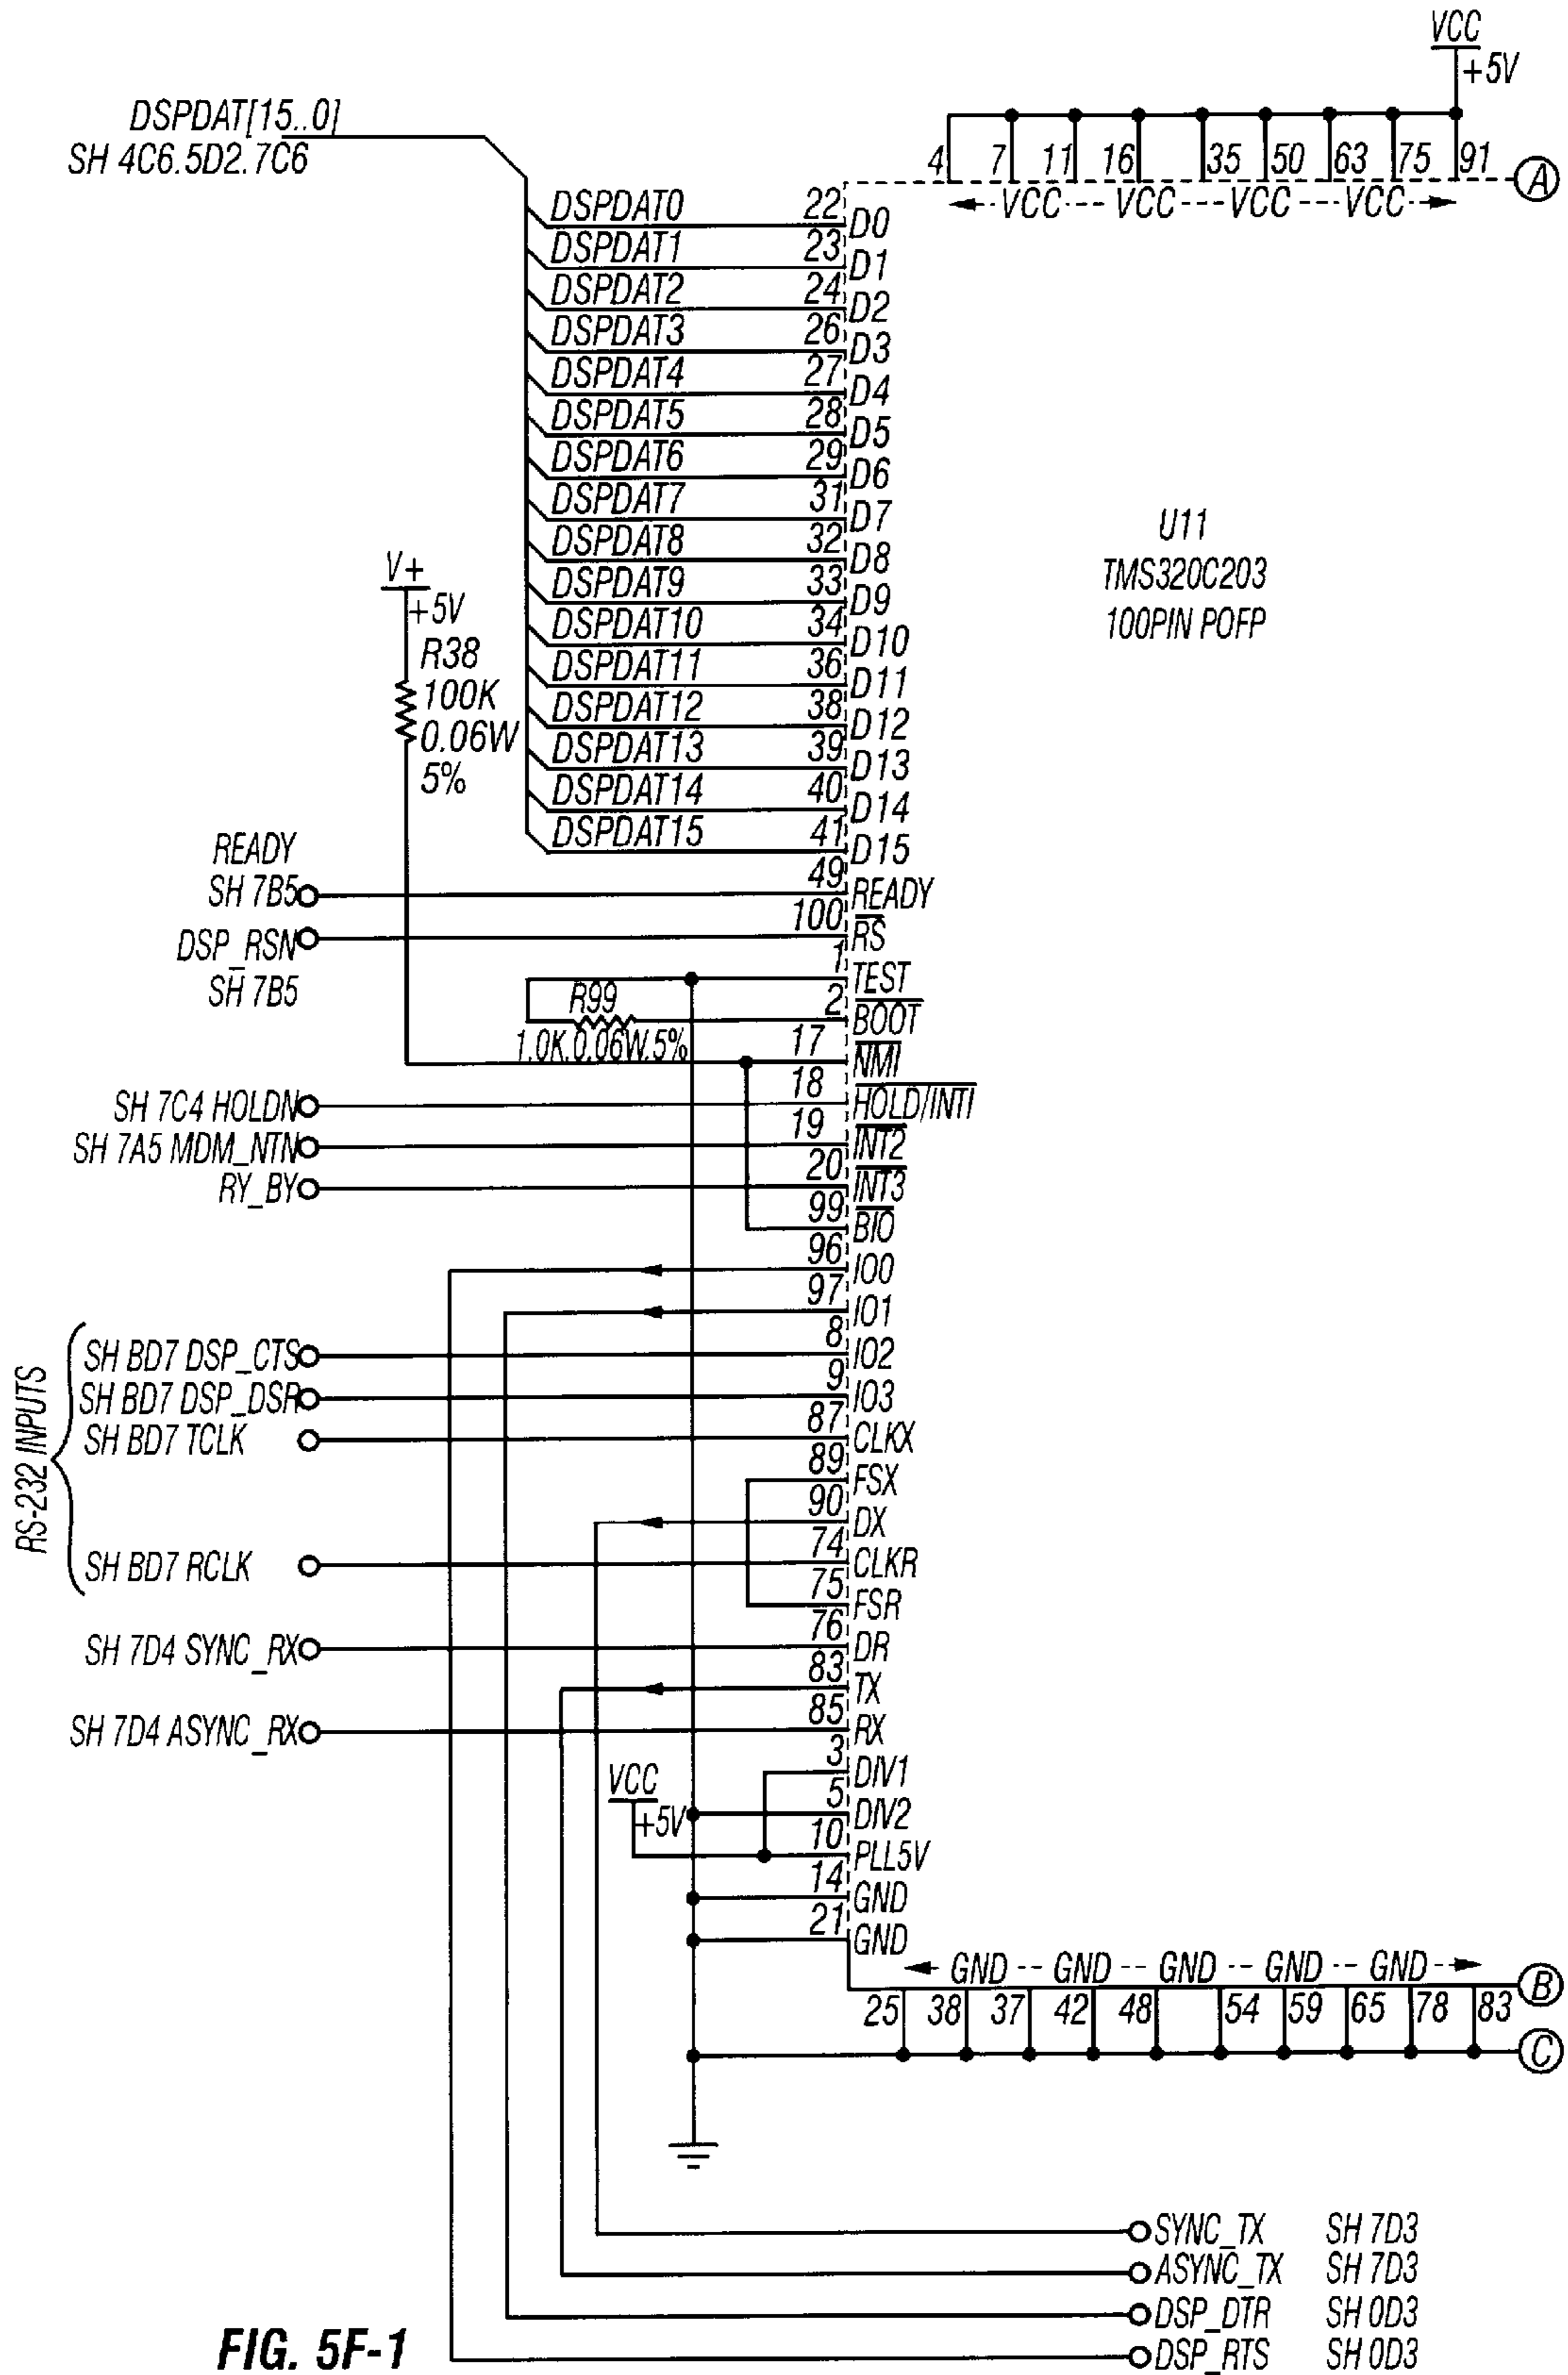 VCC
+5V
DSPDAT[15..0]
SH 4C6.5D2.7C6
4 7 11 16 35 50 63 75 91
A
VCC VCC VCC VCC
DSPDAT0 22 D0
DSPDAT1 23 D1
DSPDAT2 24 D2
DSPDAT3 26 D3
DSPDAT4 27 D4
DSPDAT5 28 D5
DSPDAT6 29 D6
DSPDAT7 31 D7
DSPDAT8 32 D8
DSPDAT9 33 D9
DSPDAT10 34 D10
DSPDAT11 36 D11
DSPDAT12 38 D12
DSPDAT13 39 D13
DSPDAT14 40 D14
DSPDAT15 41 D15
U11
TMS320C203
100PIN POFP
V+
+5V
R38
100K
0.06W
5%
READY
SH 7B5
49 READY
DSP_RSN
SH 7B5
100 RS
1 TEST
R99
1.0K.0.06W.5%
2 BOOT
17 NMI
SH 7C4 HOLDN 18 HOLD/INTI
SH 7A5 MDM_NTN 19 INT2
RY_BY 20 INT3
99 BIO
96 IO0
97 IO1
RS-232 INPUTS
SH BD7 DSP_CTS 8 IO2
SH BD7 DSP_DSR 9 IO3
SH BD7 TCLK 87 CLKX
89 FSX
90 DX
SH BD7 RCLK 74 CLKR
75 FSR
SH 7D4 SYNC_RX 76 DR
83 TX
SH 7D4 ASYNC_RX 85 RX
3 DIV1
VCC
+5V
5 DIV2
10 PLL5V
14 GND
21 GND
GND GND GND GND GND
B
25 38 37 42 48 54 59 65 78 83
C
SYNC_TX SH 7D3
ASYNC_TX SH 7D3
DSP_DTR SH 0D3
DSP_RTS SH 0D3
FIG. 5F-1